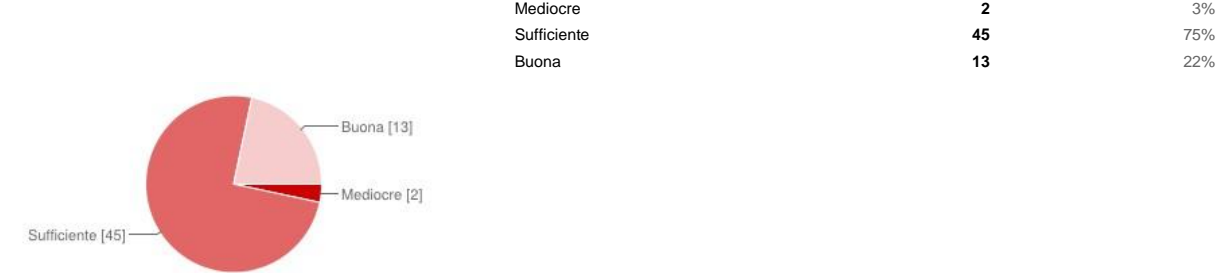 Mediocre 2 3%
Sufficiente 45 75%
Buona 13 22%
Buona [13]
Mediocre [2]
Sufficiente [45]